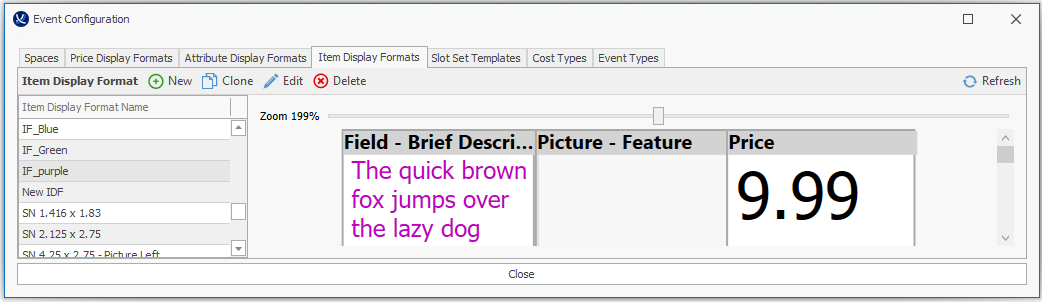 Event Configuration
Spaces Price Display Formats Attribute Display Formats Item Display Formats Slot Set Templates Cost Types Event Types
Item Display Format New Clone Edit Delete Refresh
Item Display Format Name
IF_Blue
IF_Green
IF_purple
New IDF
SN 1.416 x 1.83
SN 2.125 x 2.75
SN 4.25 x 2.75 - Picture Left
Zoom 199%
Field - Brief Descri... Picture - Feature Price
The quick brown
fox jumps over
the lazy dog
9.99
Close